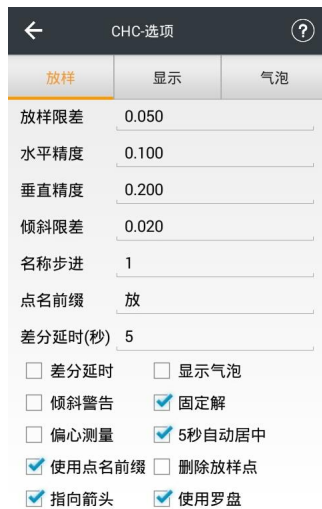 CHC-选项
放样 显示 气泡
放样限差 0.050
水平精度 0.100
垂直精度 0.200
倾斜限差 0.020
名称步进 1
点名前缀 放
差分延时(秒) 5
差分延时 显示气泡
倾斜警告 固定解
偏心测量 5秒自动居中
使用点名前缀 删除放样点
指向箭头 使用罗盘